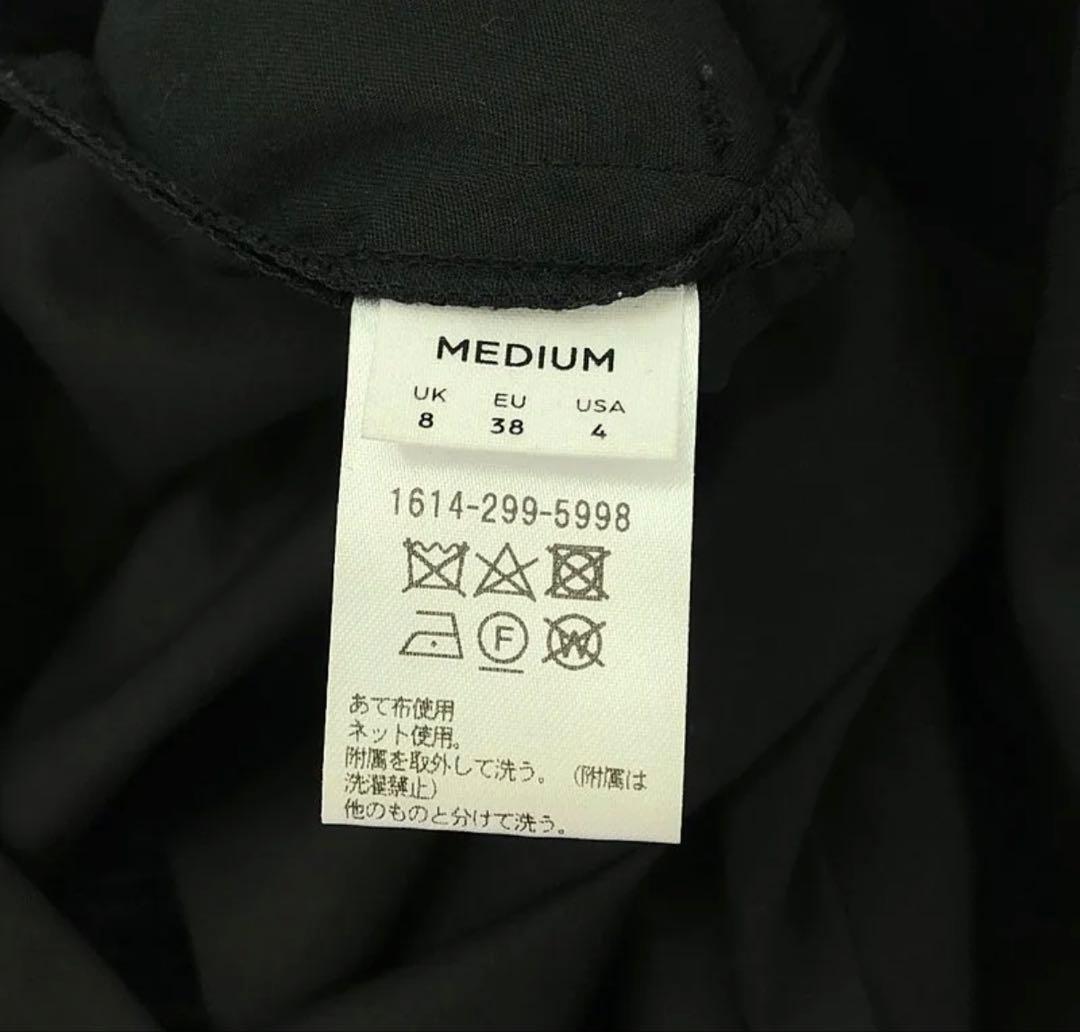 MEDIUM
UK EU USA
8 38 4
1614-299-5998
F W
あて布使用
ネット使用。
附属を取外して洗う。（附属は
洗濯禁止）
他のものと分けて洗う。